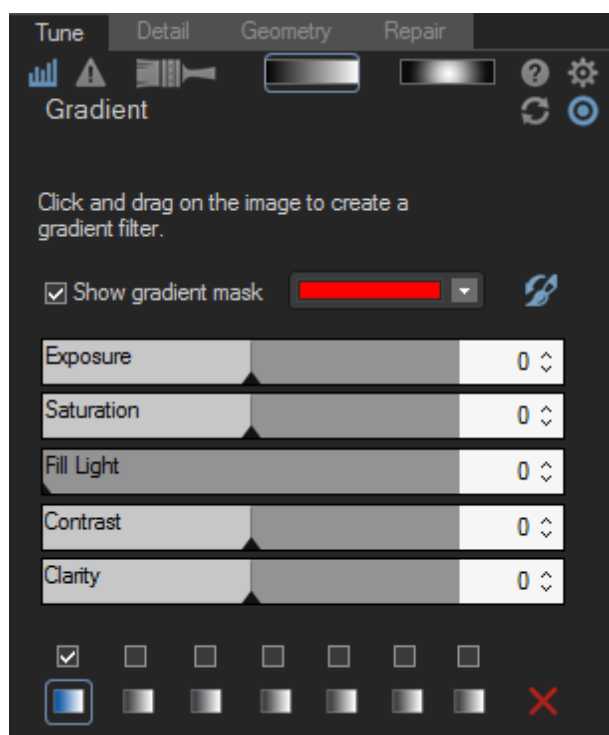 Tune Detail Geometry Repair
Gradient
Click and drag on the image to create a
gradient filter.
Show gradient mask
Exposure 0
Saturation 0
Fill Light 0
Contrast 0
Clarity 0